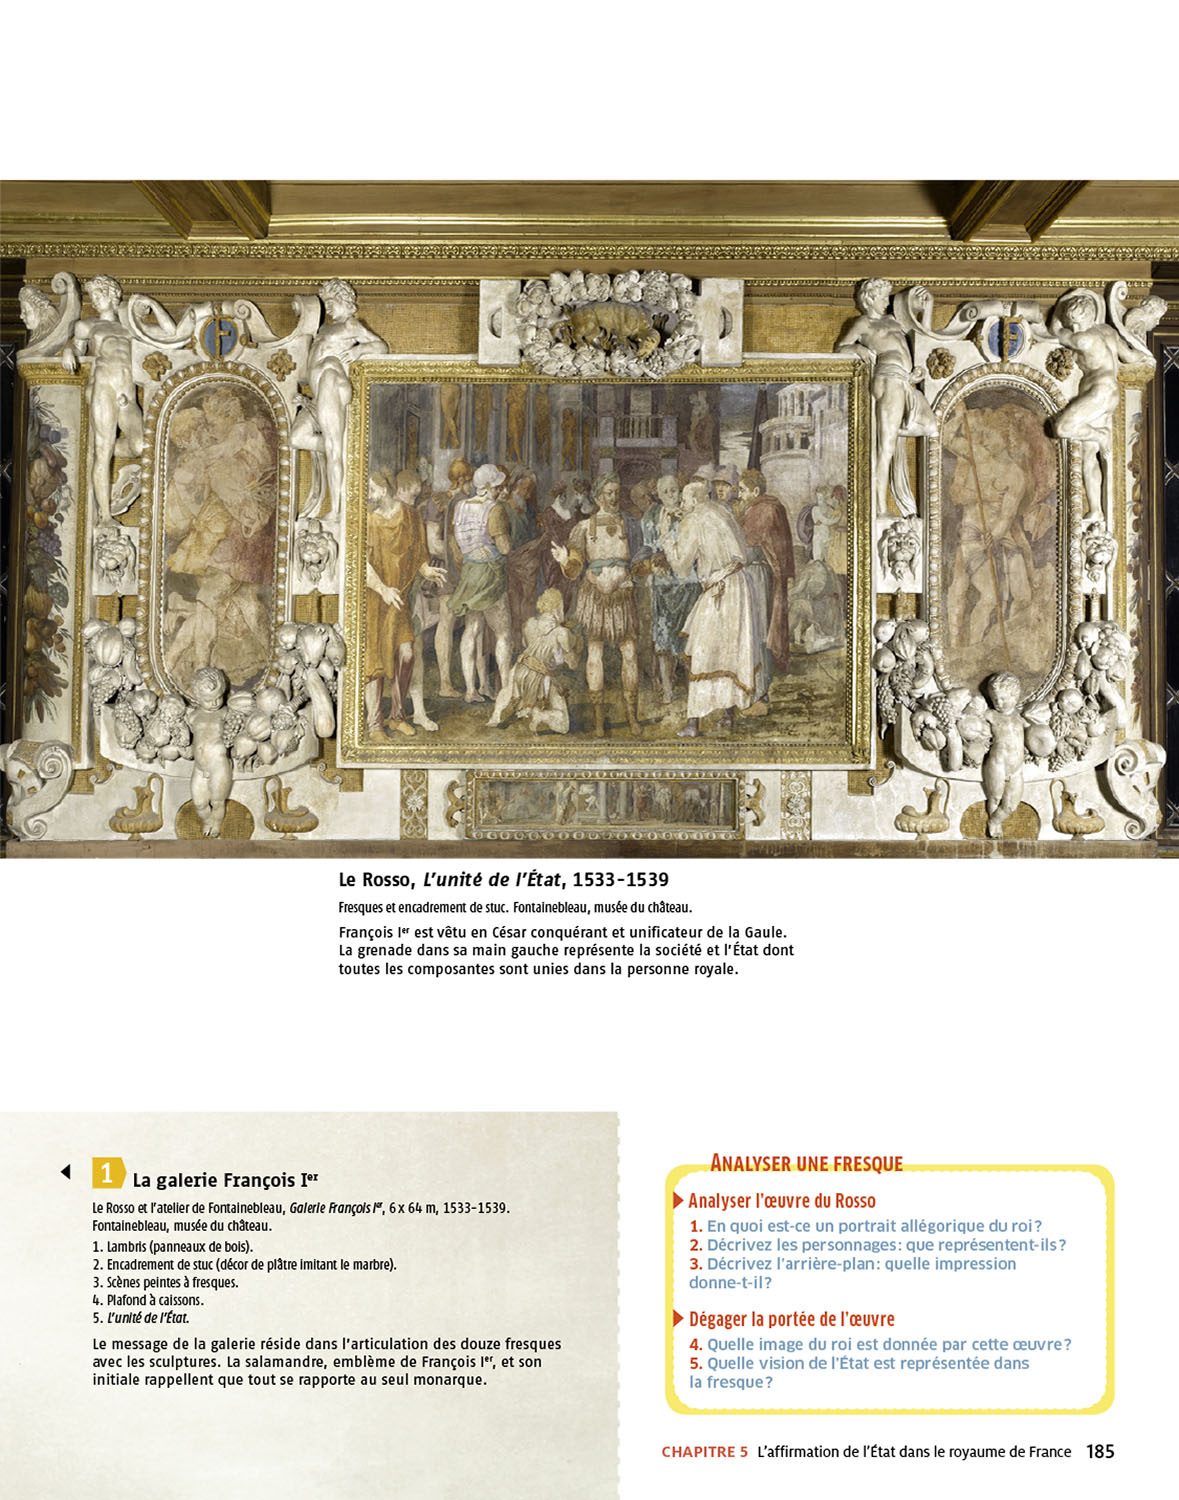 F
F
Le Rosso, L’unité de l’État, 1533-1539
Fresques et encadrement de stuc. Fontainebleau, musée du château.
François Ier est vêtu en César conquérant et unificateur de la Gaule.
La grenade dans sa main gauche représente la société et l’État dont
toutes les composantes sont unies dans la personne royale.
1 La galerie François Ier
Le Rosso et l’atelier de Fontainebleau, Galerie François Ier, 6 x 64 m, 1533-1539.
Fontainebleau, musée du château.
1. Lambris (panneaux de bois).
2. Encadrement de stuc (décor de plâtre imitant le marbre).
3. Scènes peintes à fresques.
4. Plafond à caissons.
5. L’unité de l’État.
Le message de la galerie réside dans l’articulation des douze fresques
avec les sculptures. La salamandre, emblème de François Ier, et son
initiale rappellent que tout se rapporte au seul monarque.
ANALYSER UNE FRESQUE
Analyser l’œuvre du Rosso
1. En quoi est-ce un portrait allégorique du roi ?
2. Décrivez les personnages : que représentent-ils ?
3. Décrivez l’arrière-plan : quelle impression
donne-t-il ?
Dégager la portée de l’œuvre
4. Quelle image du roi est donnée par cette œuvre ?
5. Quelle vision de l’État est représentée dans
la fresque ?
CHAPITRE 5 L’affirmation de l’État dans le royaume de France 185